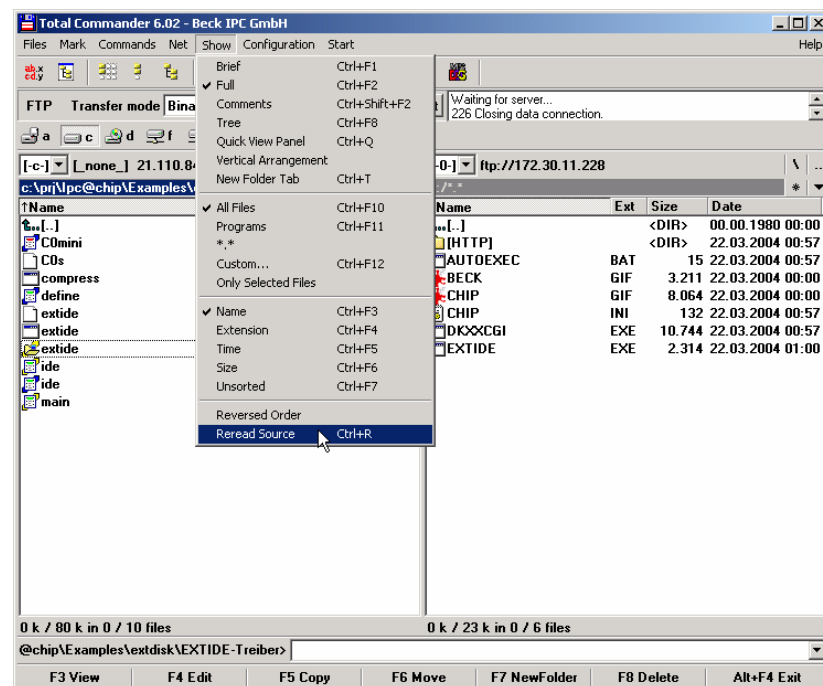 Total Commander 6.02 - Beck IPC GmbH
Files Mark Commands Net Show Configuration Start Help
FTP Transfer mode Bina
Waiting for server...
226 Closing data connection.
a c d f
[-c-] [_none_] 21.110.84
-0-] ftp://172.30.11.228 \ ..
c:\prj\Ipc@chip\Examples\
:/*.* * ▼
↑Name
[..]
C0mini
C0s
compress
define
extide
extide
extide
ide
ide
main
Brief Ctrl+F1
Full Ctrl+F2
Comments Ctrl+Shift+F2
Tree Ctrl+F8
Quick View Panel Ctrl+Q
Vertical Arrangement
New Folder Tab Ctrl+T
All Files Ctrl+F10
Programs Ctrl+F11
*.*
Custom... Ctrl+F12
Only Selected Files
Name Ctrl+F3
Extension Ctrl+F4
Time Ctrl+F5
Size Ctrl+F6
Unsorted Ctrl+F7
Reversed Order
Reread Source Ctrl+R
Name Ext Size Date
[..] <DIR> 00.00.1980 00:00
[HTTP] <DIR> 22.03.2004 00:57
AUTOEXEC BAT 15 22.03.2004 00:57
BECK GIF 3.211 22.03.2004 00:00
CHIP GIF 8.064 22.03.2004 00:00
CHIP INI 132 22.03.2004 00:57
DKXXCGI EXE 10.744 22.03.2004 00:57
EXTIDE EXE 2.314 22.03.2004 01:00
0 k / 80 k in 0 / 10 files
0 k / 23 k in 0 / 6 files
@chip\Examples\extdisk\EXTIDE-Treiber>
F3 View F4 Edit F5 Copy F6 Move F7 NewFolder F8 Delete Alt+F4 Exit